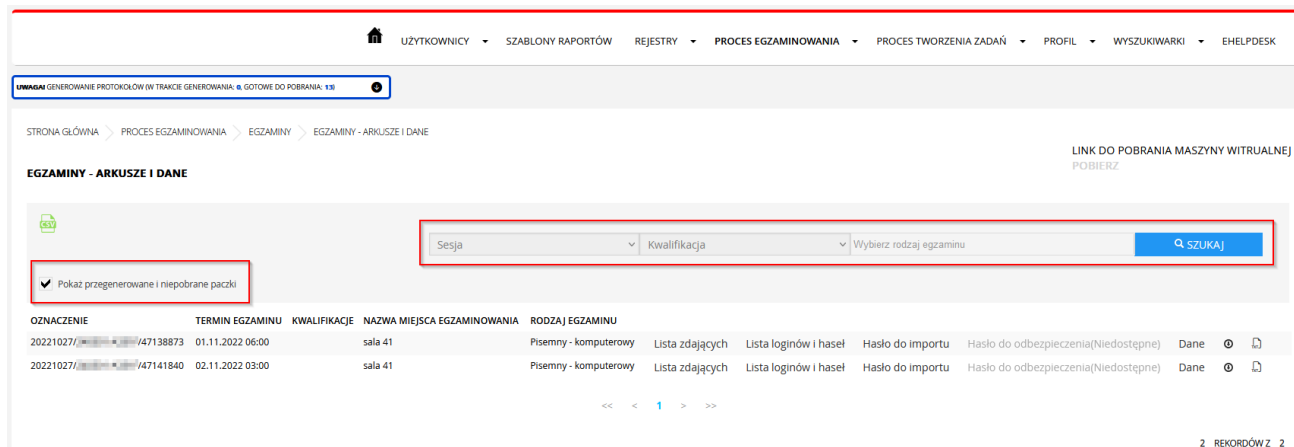 UŻYTKOWNICY SZABLONY RAPORTÓW REJESTRY PROCES EGZAMINOWANIA PROCES TWORZENIA ZADAŃ PROFIL WYSZUKIWARKI EHELPDESK
UWAGA! GENEROWANIE PROTOKOŁÓW (W TRAKCIE GENEROWANIA: 0, GOTOWE DO POBRANIA: 13)
STRONA GŁÓWNA PROCES EGZAMINOWANIA EGZAMINY EGZAMINY - ARKUSZE I DANE
LINK DO POBRANIA MASZYNY WITRUALNEJ
POBIERZ
EGZAMINY - ARKUSZE I DANE
CSV
Sesja Kwalifikacja Wybierz rodzaj egzaminu SZUKAJ
Pokaż przegenerowane i niepobrane paczki
OZNACZENIE TERMIN EGZAMINU KWALIFIKACJE NAZWA MIEJSCA EGZAMINOWANIA RODZAJ EGZAMINU
20221027/ /47138873 01.11.2022 06:00 sala 41 Pisemny - komputerowy Lista zdających Lista loginów i haseł Hasło do importu Hasło do odbezpieczenia(Niedostępne) Dane
20221027/ /47141840 02.11.2022 03:00 sala 41 Pisemny - komputerowy Lista zdających Lista loginów i haseł Hasło do importu Hasło do odbezpieczenia(Niedostępne) Dane
<< < 1 > >>
2 REKORDÓW Z 2